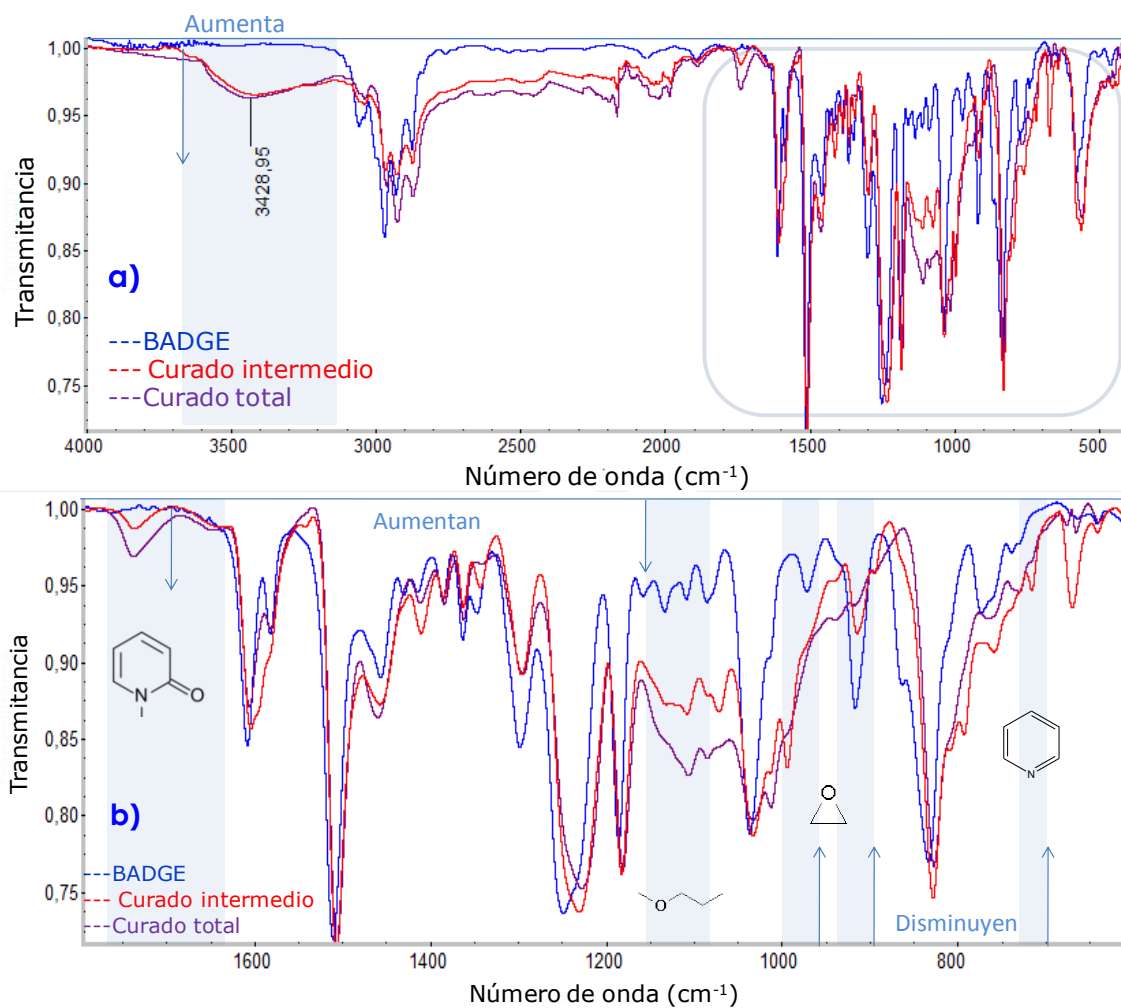 Aumenta
1,00
0,95
0,90
0,85
0,80
0,75
Transmitancia
3428,95
a)
---BADGE
--- Curado intermedio
---Curado total
4000 3500 3000 2500 2000 1500 1000 500
Número de onda (cm-1)
1,00
0,95
0,90
0,85
0,80
0,75
Transmitancia
Aumentan
N
O
I
O
O
N
b)
---BADGE
--- Curado intermedio
---Curado total
Disminuyen
1600 1400 1200 1000 800
Número de onda (cm-1)